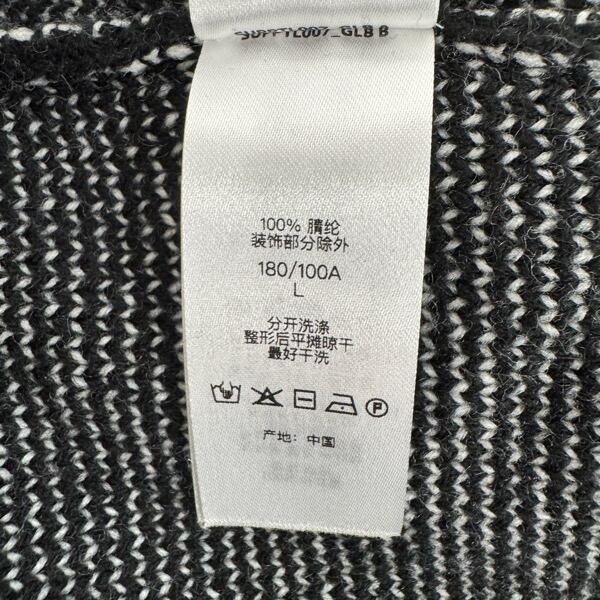 100% 腈纶
装饰部分除外
180/100A
L
分开洗涤
整形后平摊晾干
最好干洗
P
产地: 中国